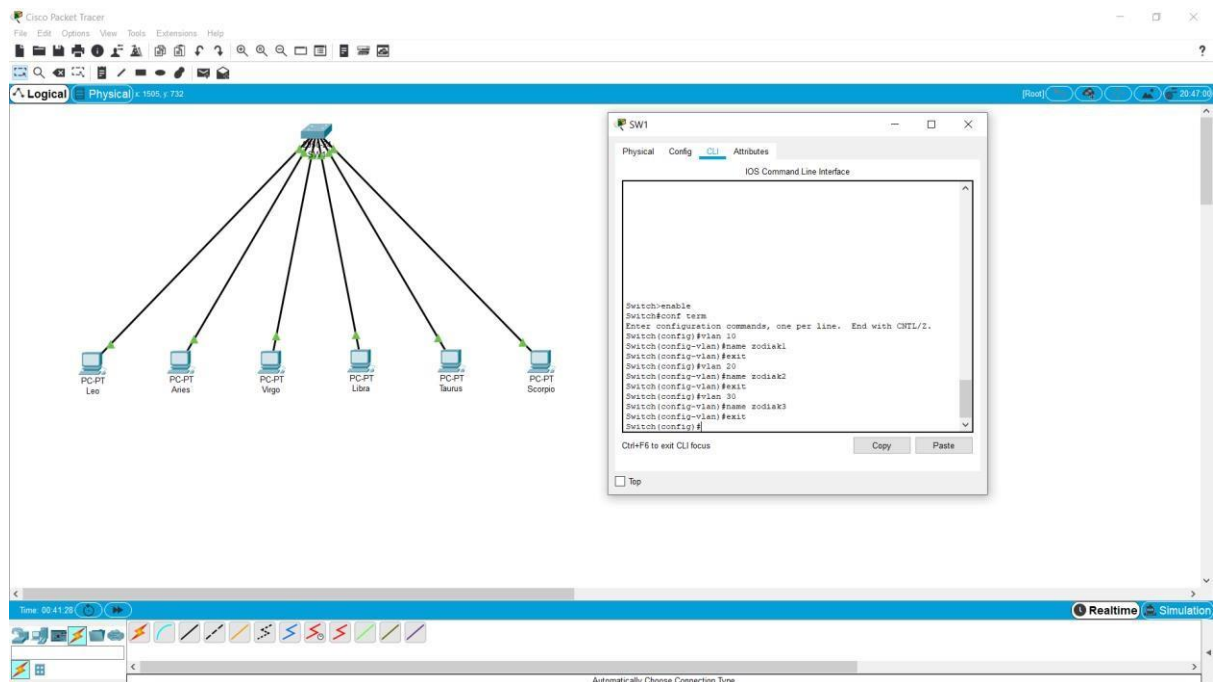 Cisco Packet Tracer
File Edit Options View Tools Extensions Help
?
Logical Physical x: 1505, y: 732 [Root] 20:47:00
SW1
Physical Config CLI Attributes
IOS Command Line Interface
Switch>enable
Switch#conf term
Enter configuration commands, one per line. End with CNTL/Z.
Switch(config)#vlan 10
Switch(config-vlan)#name zodiak1
Switch(config-vlan)#exit
Switch(config)#vlan 20
Switch(config-vlan)#name zodiak2
Switch(config-vlan)#exit
Switch(config)#vlan 30
Switch(config-vlan)#name zodiak3
Switch(config-vlan)#exit
Switch(config)#
Ctrl+F6 to exit CLI focus Copy Paste
Top
SW1
PC-PT PC-PT PC-PT PC-PT PC-PT PC-PT
Leo Aries Virgo Libra Taurus Scorpio
Time: 00:41:28 Realtime Simulation
Automatically Choose Connection Type